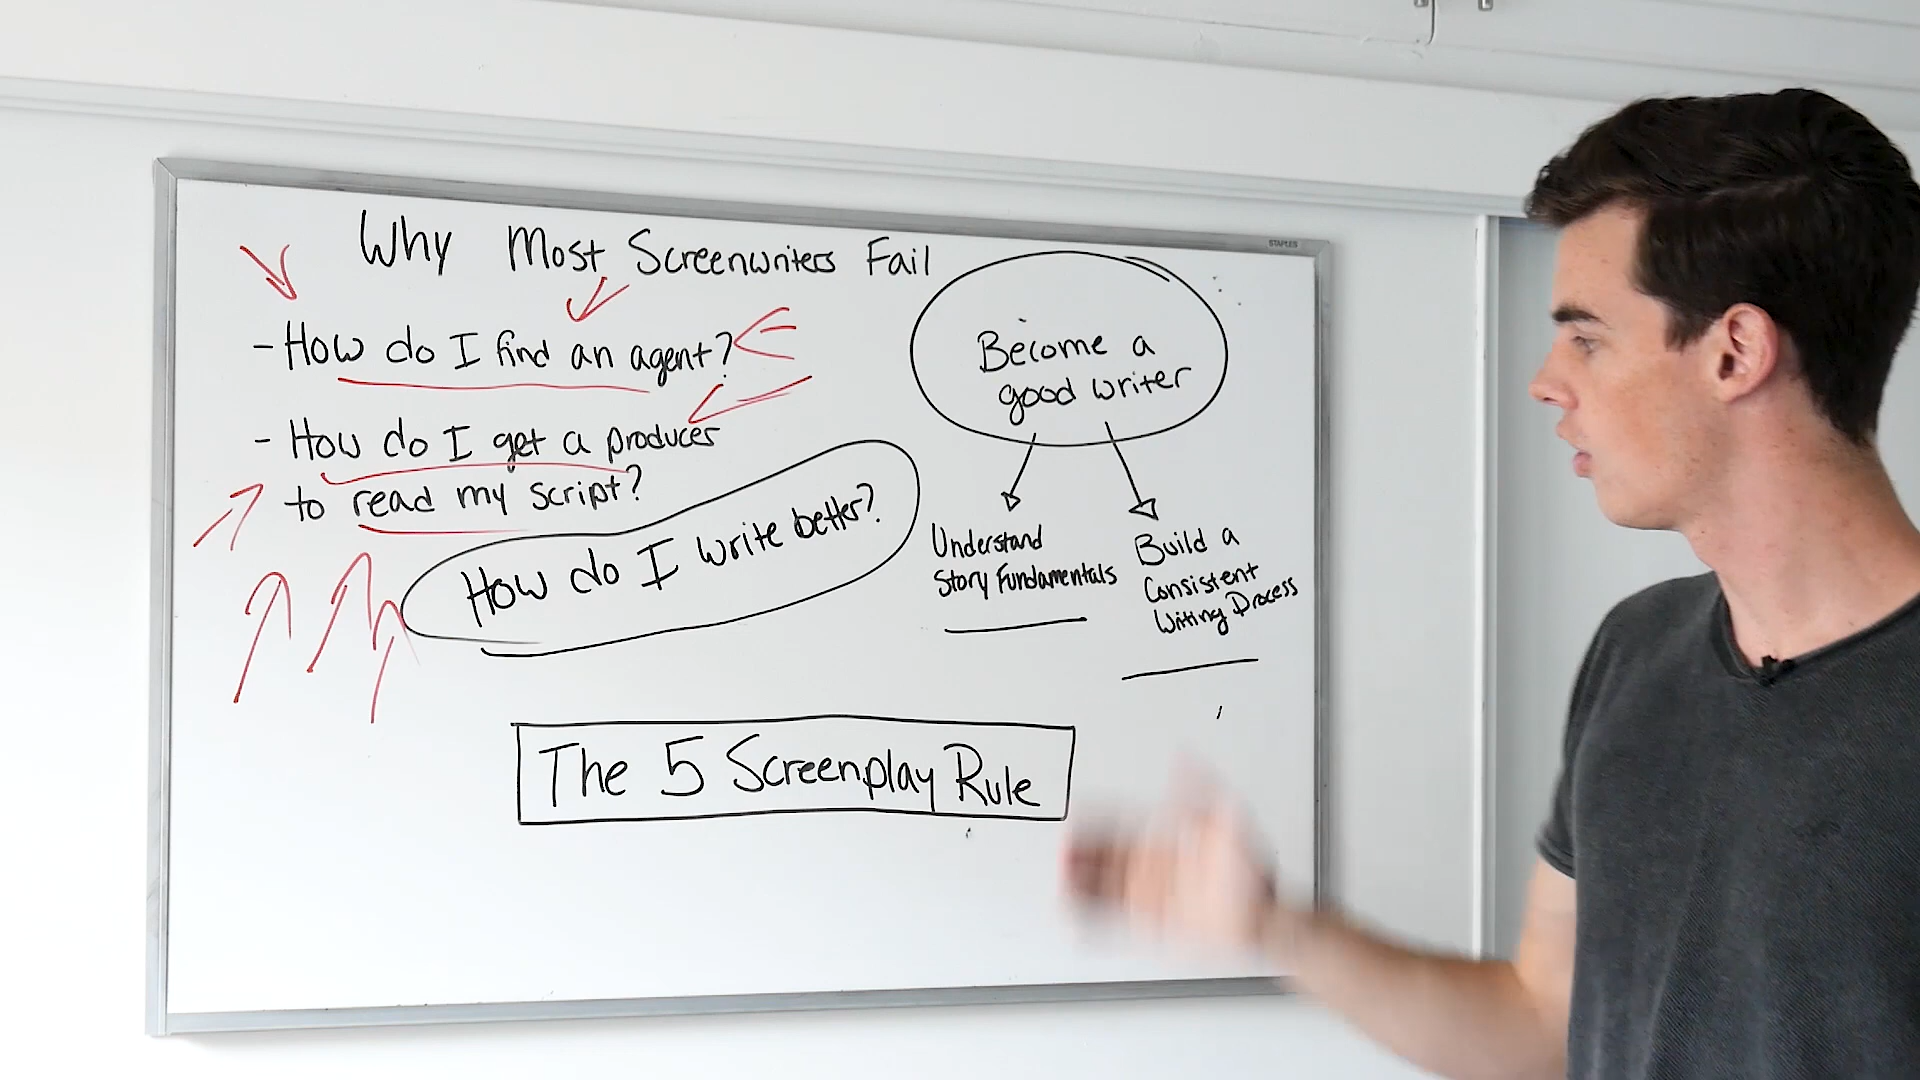 STAPLES
Why Most Screenwriters Fail
- How do I find an agent?
- How do I get a producer
to read my script?
How do I write better?
Become a
good writer
Understand
Story Fundamentals
Build a
Consistent
Writing Process
The 5 Screenplay Rule